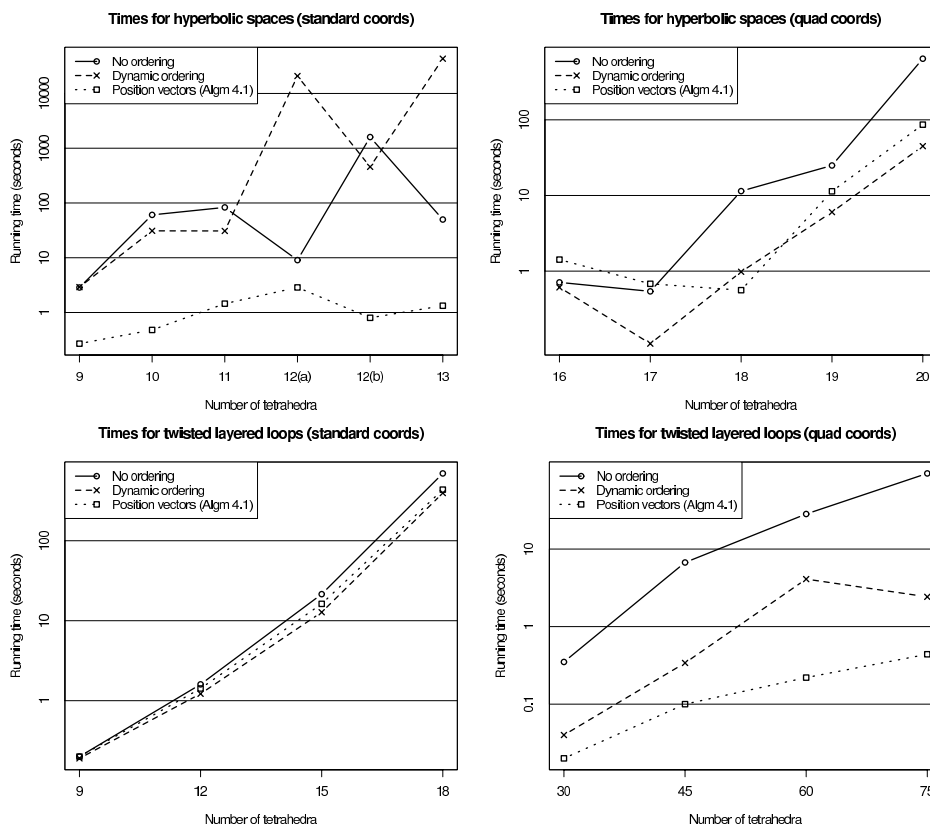 Times for hyperbolic spaces (standard coords)
No ordering
Dynamic ordering
Position vectors (Algm 4.1)
Running time (seconds)
10000
1000
100
10
1
9 10 11 12(a) 12(b) 13
Number of tetrahedra
Times for hyperbolic spaces (quad coords)
No ordering
Dynamic ordering
Position vectors (Algm 4.1)
Running time (seconds)
100
10
1
16 17 18 19 20
Number of tetrahedra
Times for twisted layered loops (standard coords)
No ordering
Dynamic ordering
Position vectors (Algm 4.1)
Running time (seconds)
100
10
1
9 12 15 18
Number of tetrahedra
Times for twisted layered loops (quad coords)
No ordering
Dynamic ordering
Position vectors (Algm 4.1)
Running time (seconds)
10
1
0.1
30 45 60 75
Number of tetrahedra